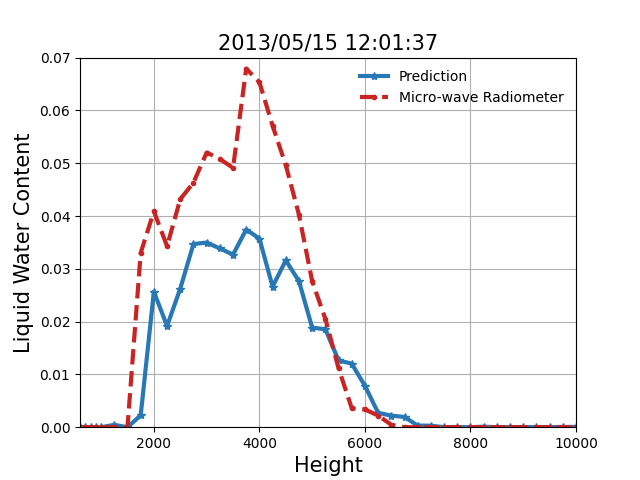 2013/05/15 12:01:37
Prediction
Micro-wave Radiometer
0.07
0.06
0.05
0.04
0.03
0.02
0.01
0.00
Liquid Water Content
2000 4000 6000 8000 10000
Height